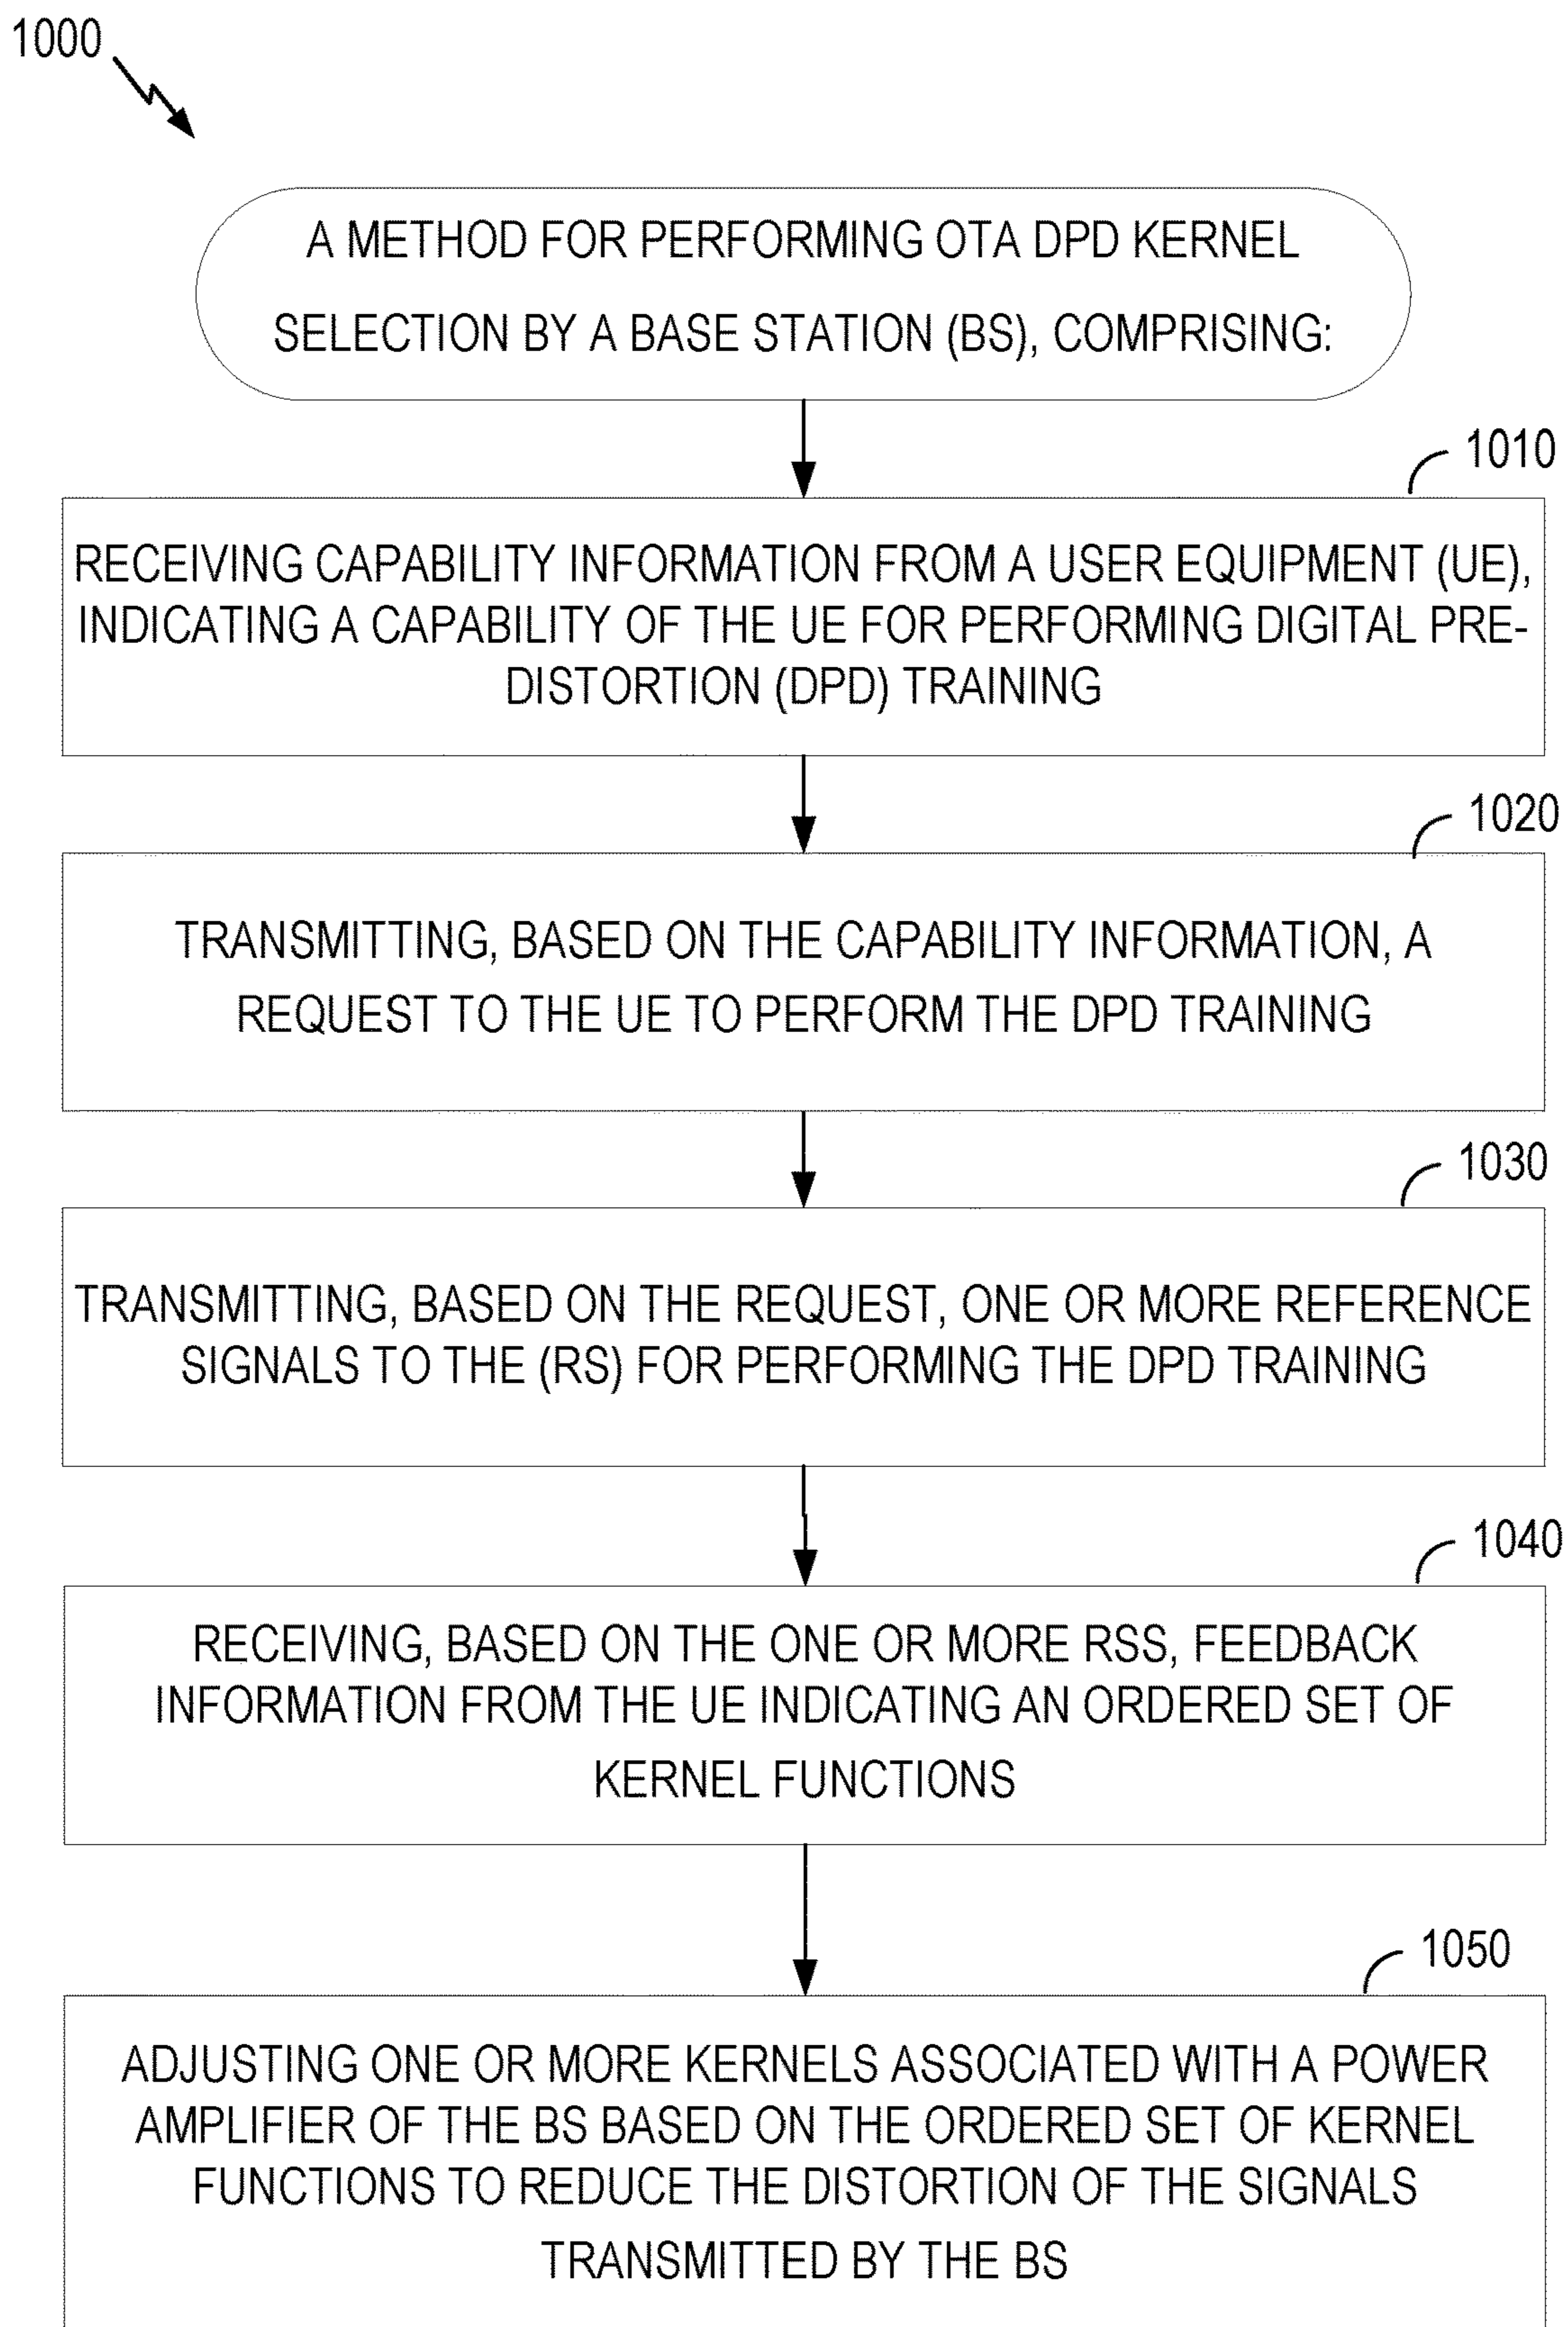 1000
A METHOD FOR PERFORMING OTA DPD KERNEL
SELECTION BY A BASE STATION (BS), COMPRISING:
1010
RECEIVING CAPABILITY INFORMATION FROM A USER EQUIPMENT (UE),
INDICATING A CAPABILITY OF THE UE FOR PERFORMING DIGITAL PRE-
DISTORTION (DPD) TRAINING
1020
TRANSMITTING, BASED ON THE CAPABILITY INFORMATION, A
REQUEST TO THE UE TO PERFORM THE DPD TRAINING
1030
TRANSMITTING, BASED ON THE REQUEST, ONE OR MORE REFERENCE
SIGNALS TO THE (RS) FOR PERFORMING THE DPD TRAINING
1040
RECEIVING, BASED ON THE ONE OR MORE RSS, FEEDBACK
INFORMATION FROM THE UE INDICATING AN ORDERED SET OF
KERNEL FUNCTIONS
1050
ADJUSTING ONE OR MORE KERNELS ASSOCIATED WITH A POWER
AMPLIFIER OF THE BS BASED ON THE ORDERED SET OF KERNEL
FUNCTIONS TO REDUCE THE DISTORTION OF THE SIGNALS
TRANSMITTED BY THE BS